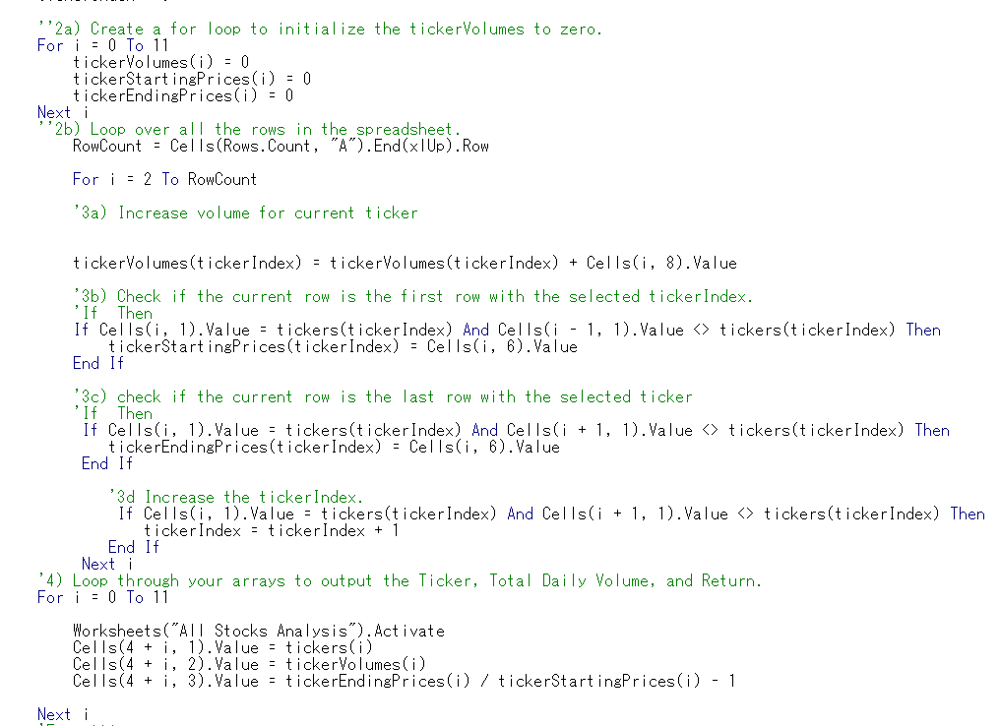 ''2a) Create a for loop to initialize the tickerVolumes to zero.
For i = 0 To 11
tickerVolumes(i) = 0
tickerStartingPrices(i) = 0
tickerEndingPrices(i) = 0
Next i
''2b) Loop over all the rows in the spreadsheet.
RowCount = Cells(Rows.Count, "A").End(xlUp).Row
For i = 2 To RowCount
'3a) Increase volume for current ticker
tickerVolumes(tickerIndex) = tickerVolumes(tickerIndex) + Cells(i, 8).Value
'3b) Check if the current row is the first row with the selected tickerIndex.
'If  Then
If Cells(i, 1).Value = tickers(tickerIndex) And Cells(i - 1, 1).Value <> tickers(tickerIndex) Then
tickerStartingPrices(tickerIndex) = Cells(i, 6).Value
End If
'3c) check if the current row is the last row with the selected ticker
'If  Then
If Cells(i, 1).Value = tickers(tickerIndex) And Cells(i + 1, 1).Value <> tickers(tickerIndex) Then
tickerEndingPrices(tickerIndex) = Cells(i, 6).Value
End If
'3d Increase the tickerIndex.
If Cells(i, 1).Value = tickers(tickerIndex) And Cells(i + 1, 1).Value <> tickers(tickerIndex) Then
tickerIndex = tickerIndex + 1
End If
Next i
'4) Loop through your arrays to output the Ticker, Total Daily Volume, and Return.
For i = 0 To 11
Worksheets("All Stocks Analysis").Activate
Cells(4 + i, 1).Value = tickers(i)
Cells(4 + i, 2).Value = tickerVolumes(i)
Cells(4 + i, 3).Value = tickerEndingPrices(i) / tickerStartingPrices(i) - 1
Next i